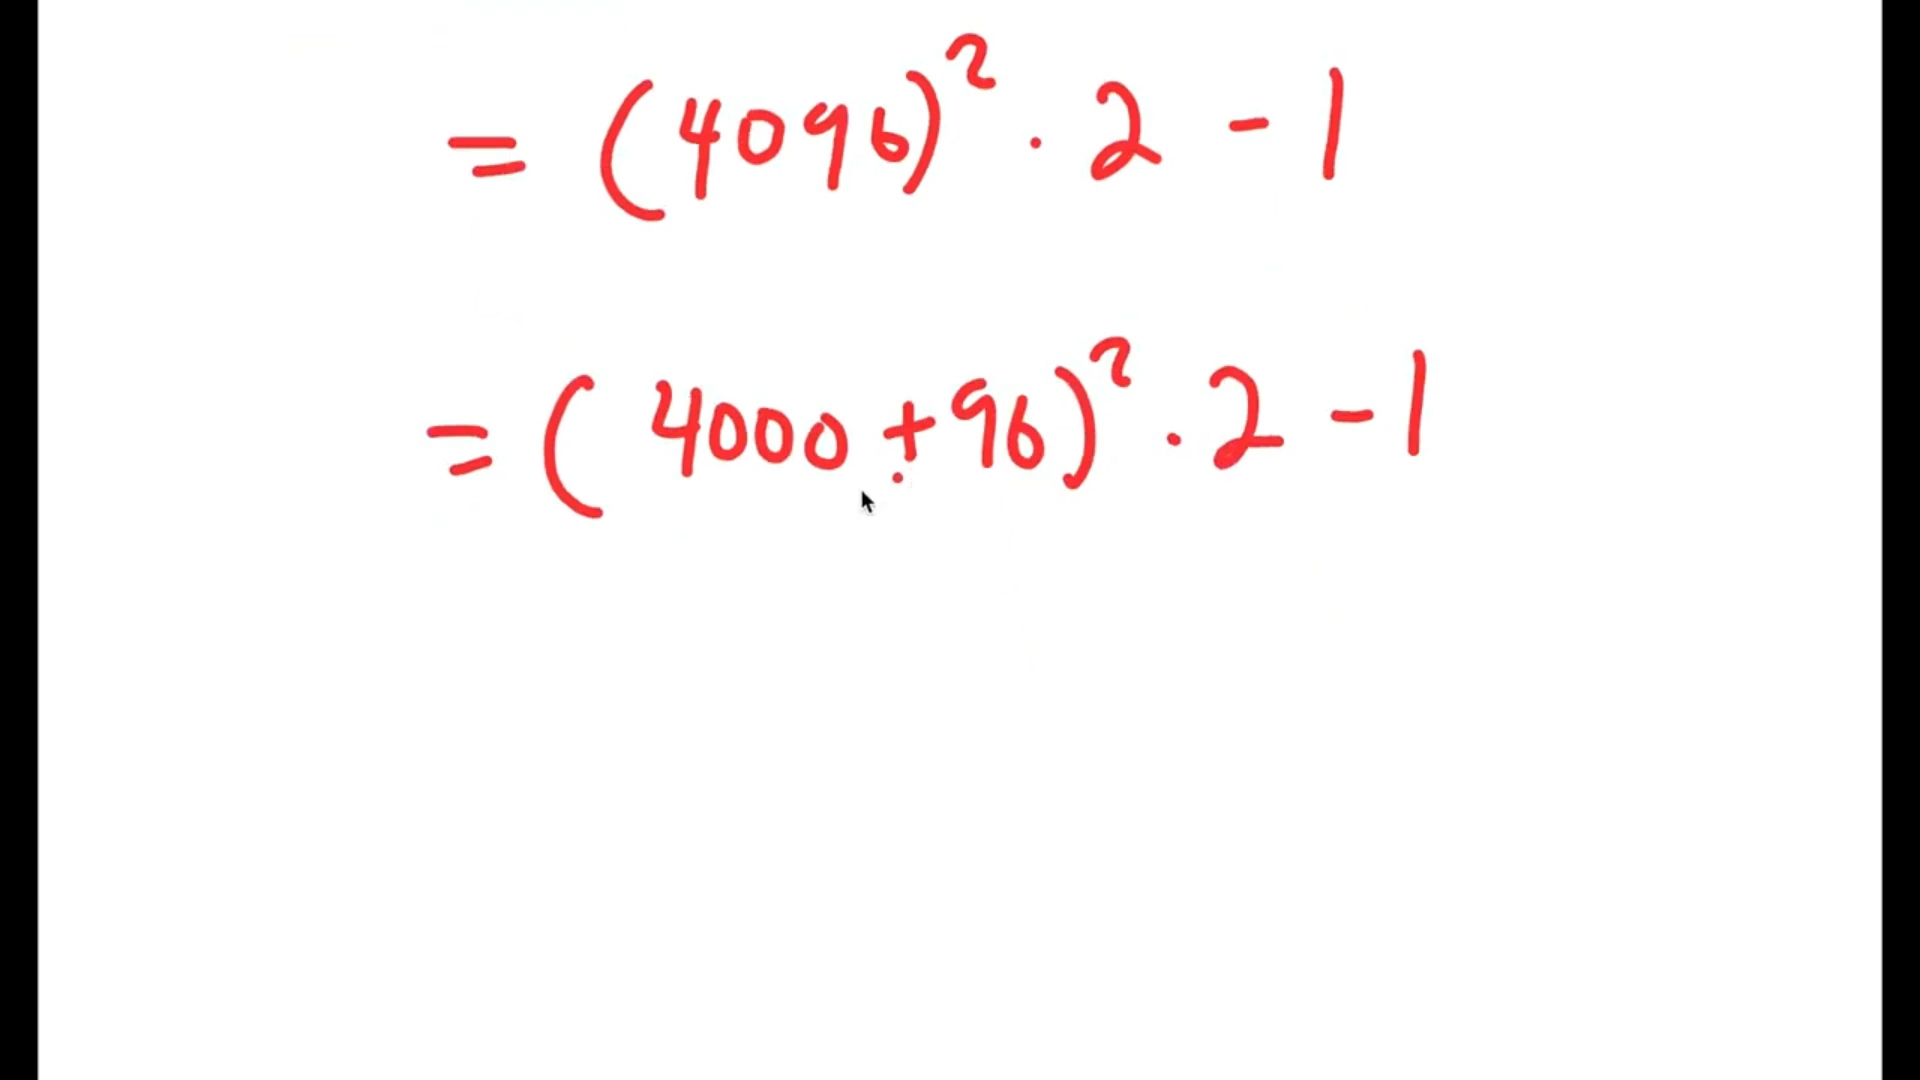 = (4096)² · 2 - 1
= (4000 + 96)² · 2 - 1